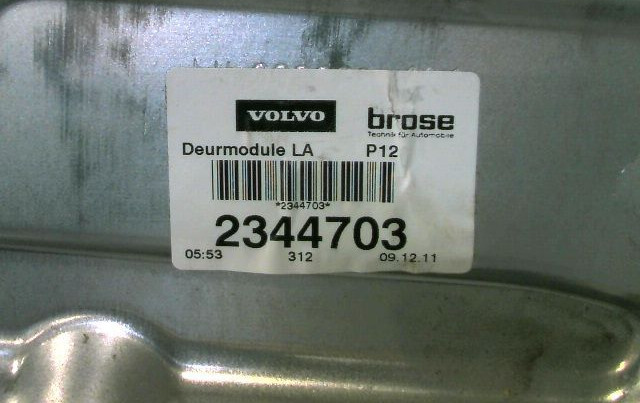 VOLVO brose
Technik für Automobile
Deurmodule LA P12
*2344703*
2344703
05:53 312 09.12.11